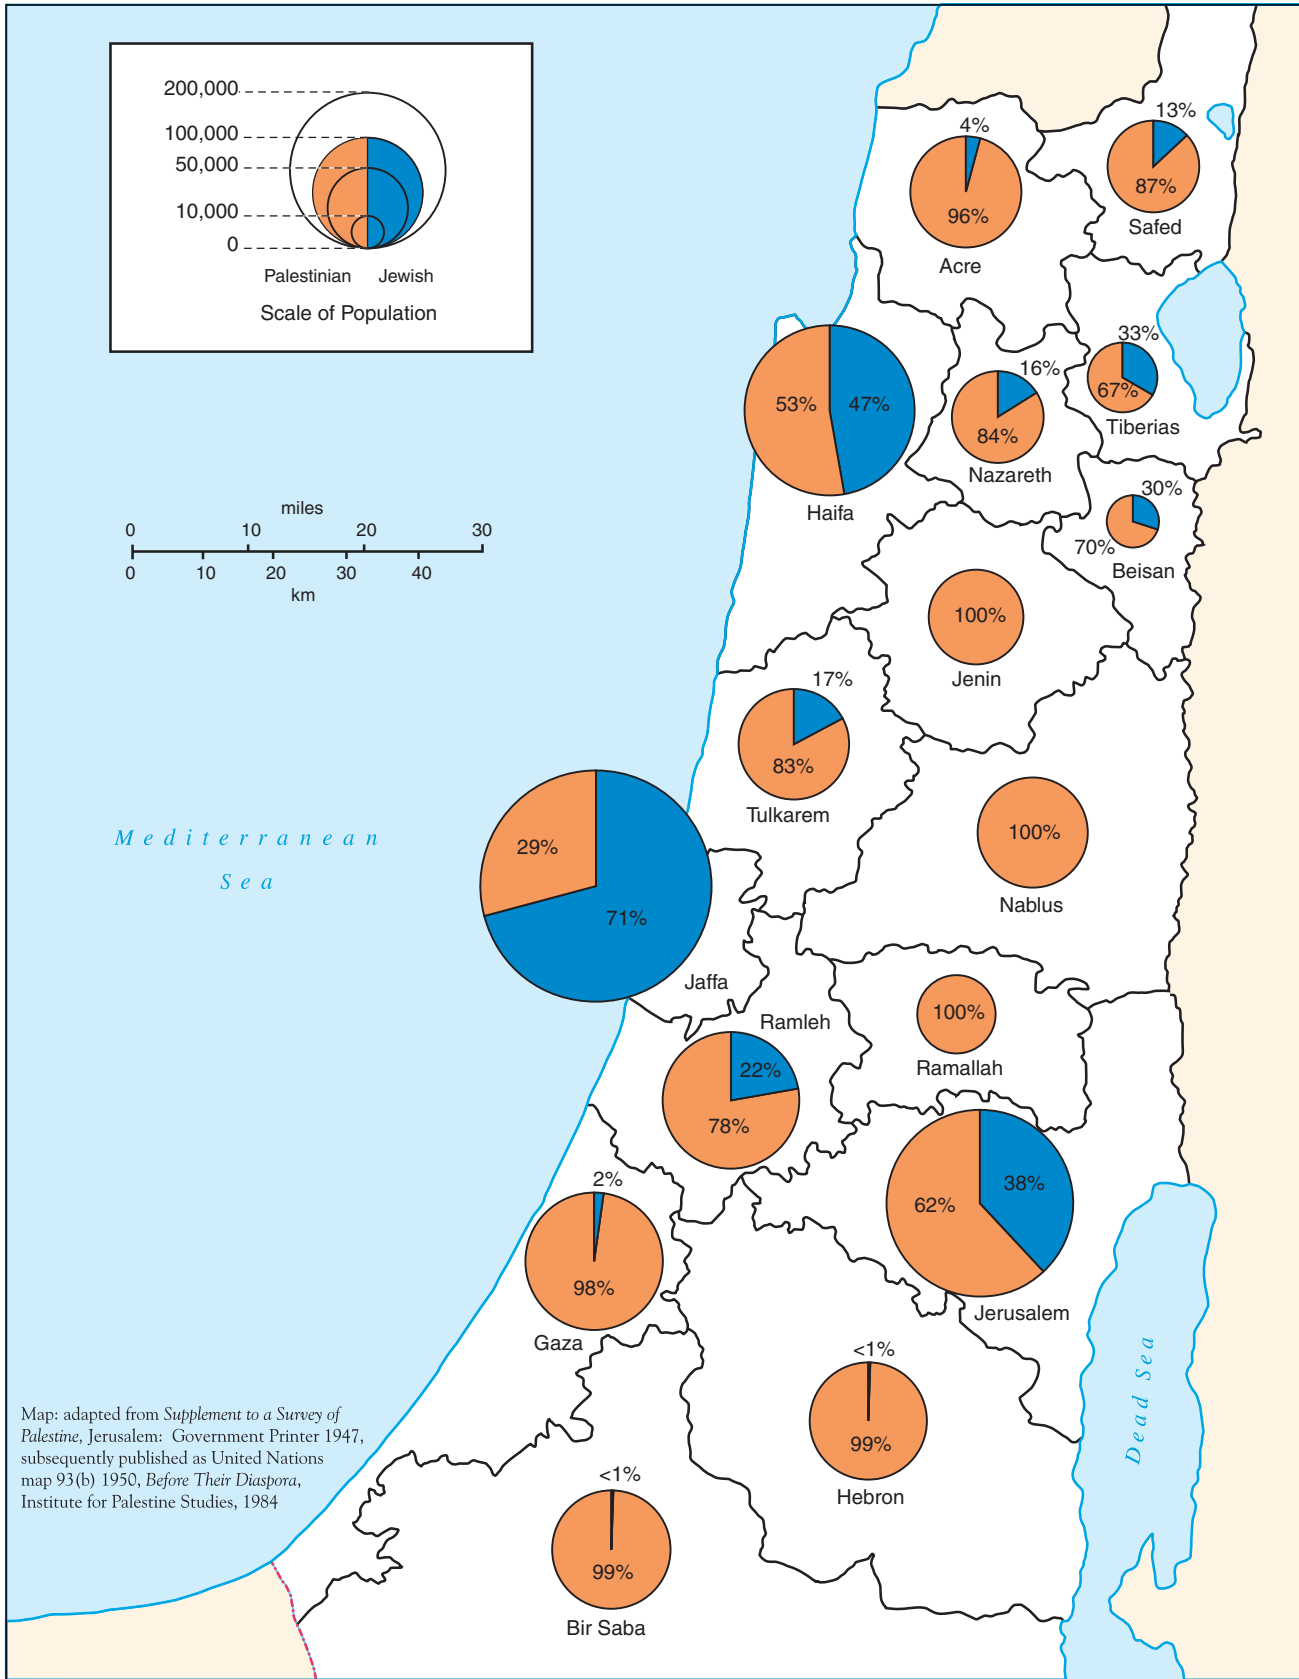 200,000
100,000
50,000
10,000
0
Palestinian Jewish
Scale of Population
4%
96%
Acre
13%
87%
Safed
53% 47%
Haifa
16%
84%
Nazareth
33%
67%
Tiberias
30%
70%
Beisan
miles
0 10 20 30
0 10 20 30 40
km
100%
Jenin
17%
83%
Tulkarem
100%
Nablus
Mediterranean
Sea
29%
71%
Jaffa
Ramleh
22%
78%
100%
Ramallah
38%
62%
Jerusalem
2%
98%
Gaza
<1%
99%
Hebron
Dead Sea
<1%
99%
Bir Saba
Map: adapted from Supplement to a Survey of
Palestine, Jerusalem: Government Printer 1947,
subsequently published as United Nations
map 93(b) 1950, Before Their Diaspora,
Institute for Palestine Studies, 1984